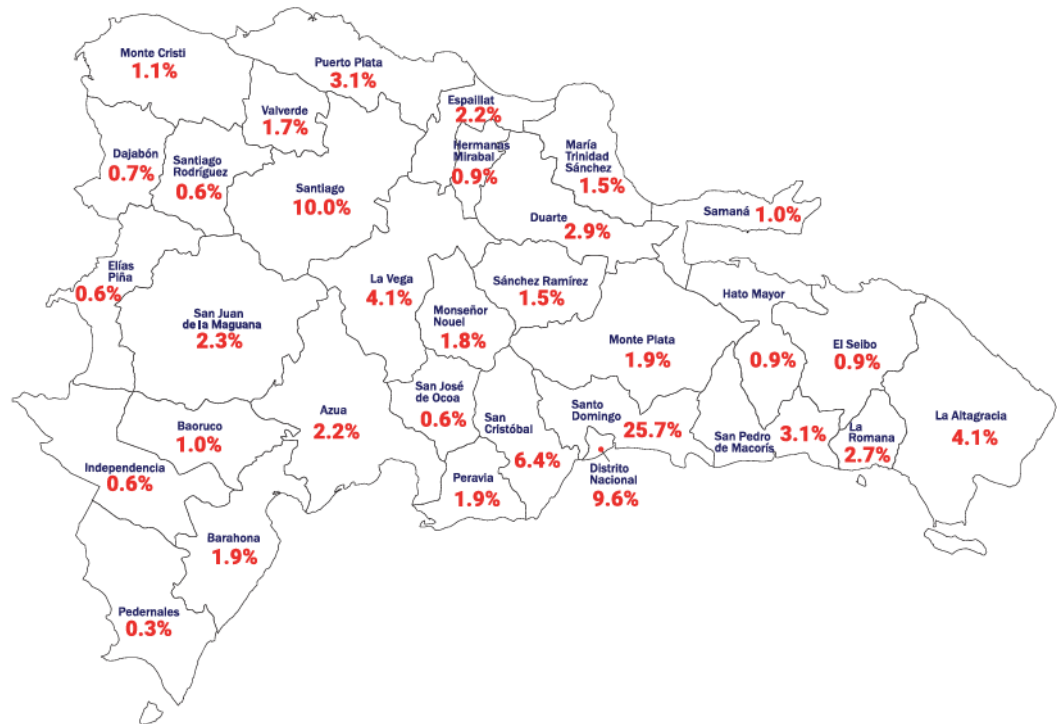 Monte Cristi
1.1%
Puerto Plata
3.1%
Espaillat
2.2%
Valverde
1.7%
Hermanas
Mirabal
0.9%
María
Trinidad
Sánchez
1.5%
Dajabón
0.7%
Santiago
Rodríguez
0.6%
Santiago
10.0%
Duarte
2.9%
Samaná 1.0%
Elías
Piña
0.6%
San Juan
de la Maguana
2.3%
La Vega
4.1%
Sánchez Ramírez
1.5%
Monseñor
Nouel
1.8%
Hato Mayor
0.9%
Monte Plata
1.9%
El Seibo
0.9%
San José
de Ocoa
0.6%
San
Cristóbal
6.4%
Santo
Domingo
25.7%
Azua
2.2%
Baoruco
1.0%
La Altagracia
4.1%
San Pedro
de Macorís
3.1%
La
Romana
2.7%
Independencia
0.6%
Peravia
1.9%
Distrito
Nacional
9.6%
Barahona
1.9%
Pedernales
0.3%